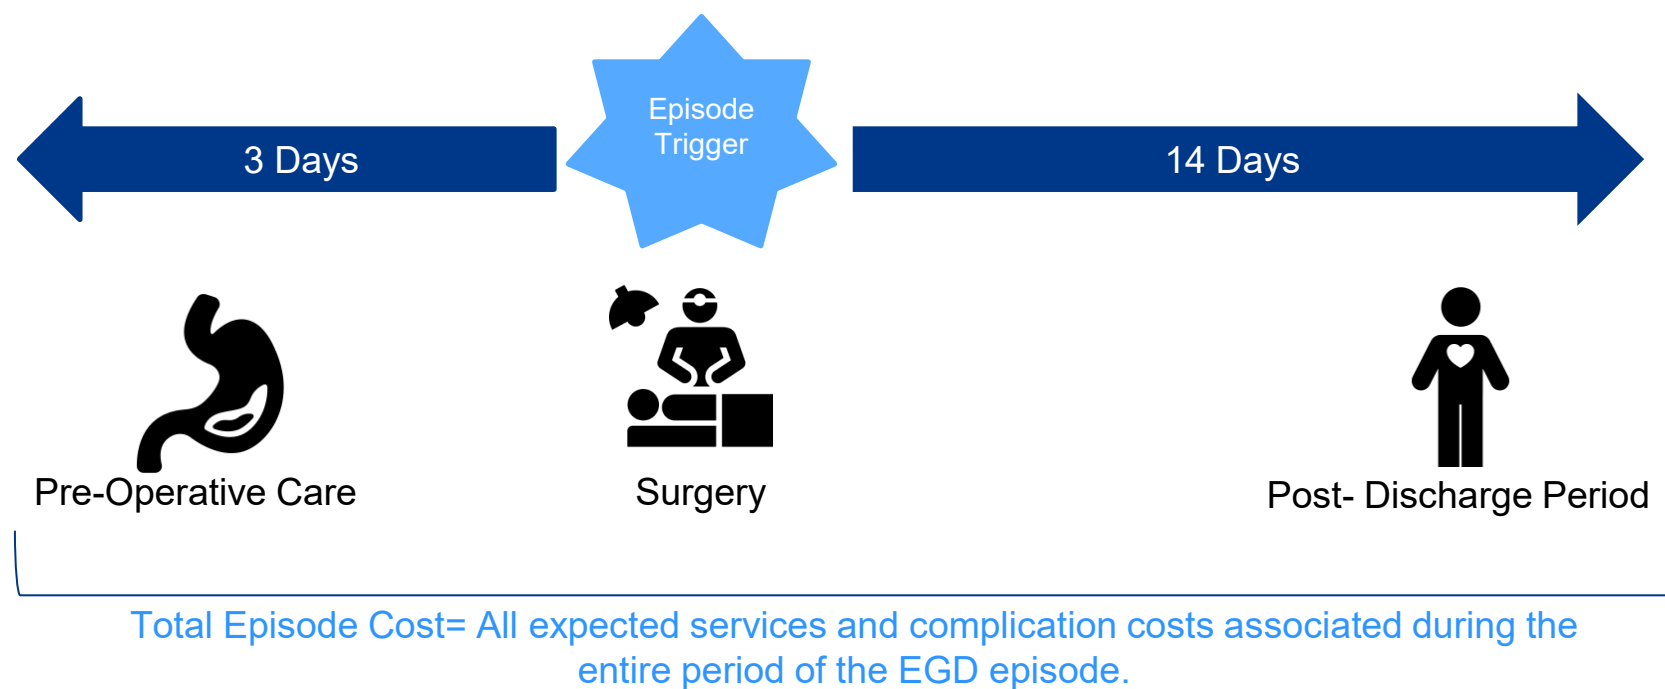 Episode
Trigger
3 Days
14 Days
Pre-Operative Care
Surgery
Post- Discharge Period
Total Episode Cost= All expected services and complication costs associated during the
entire period of the EGD episode.